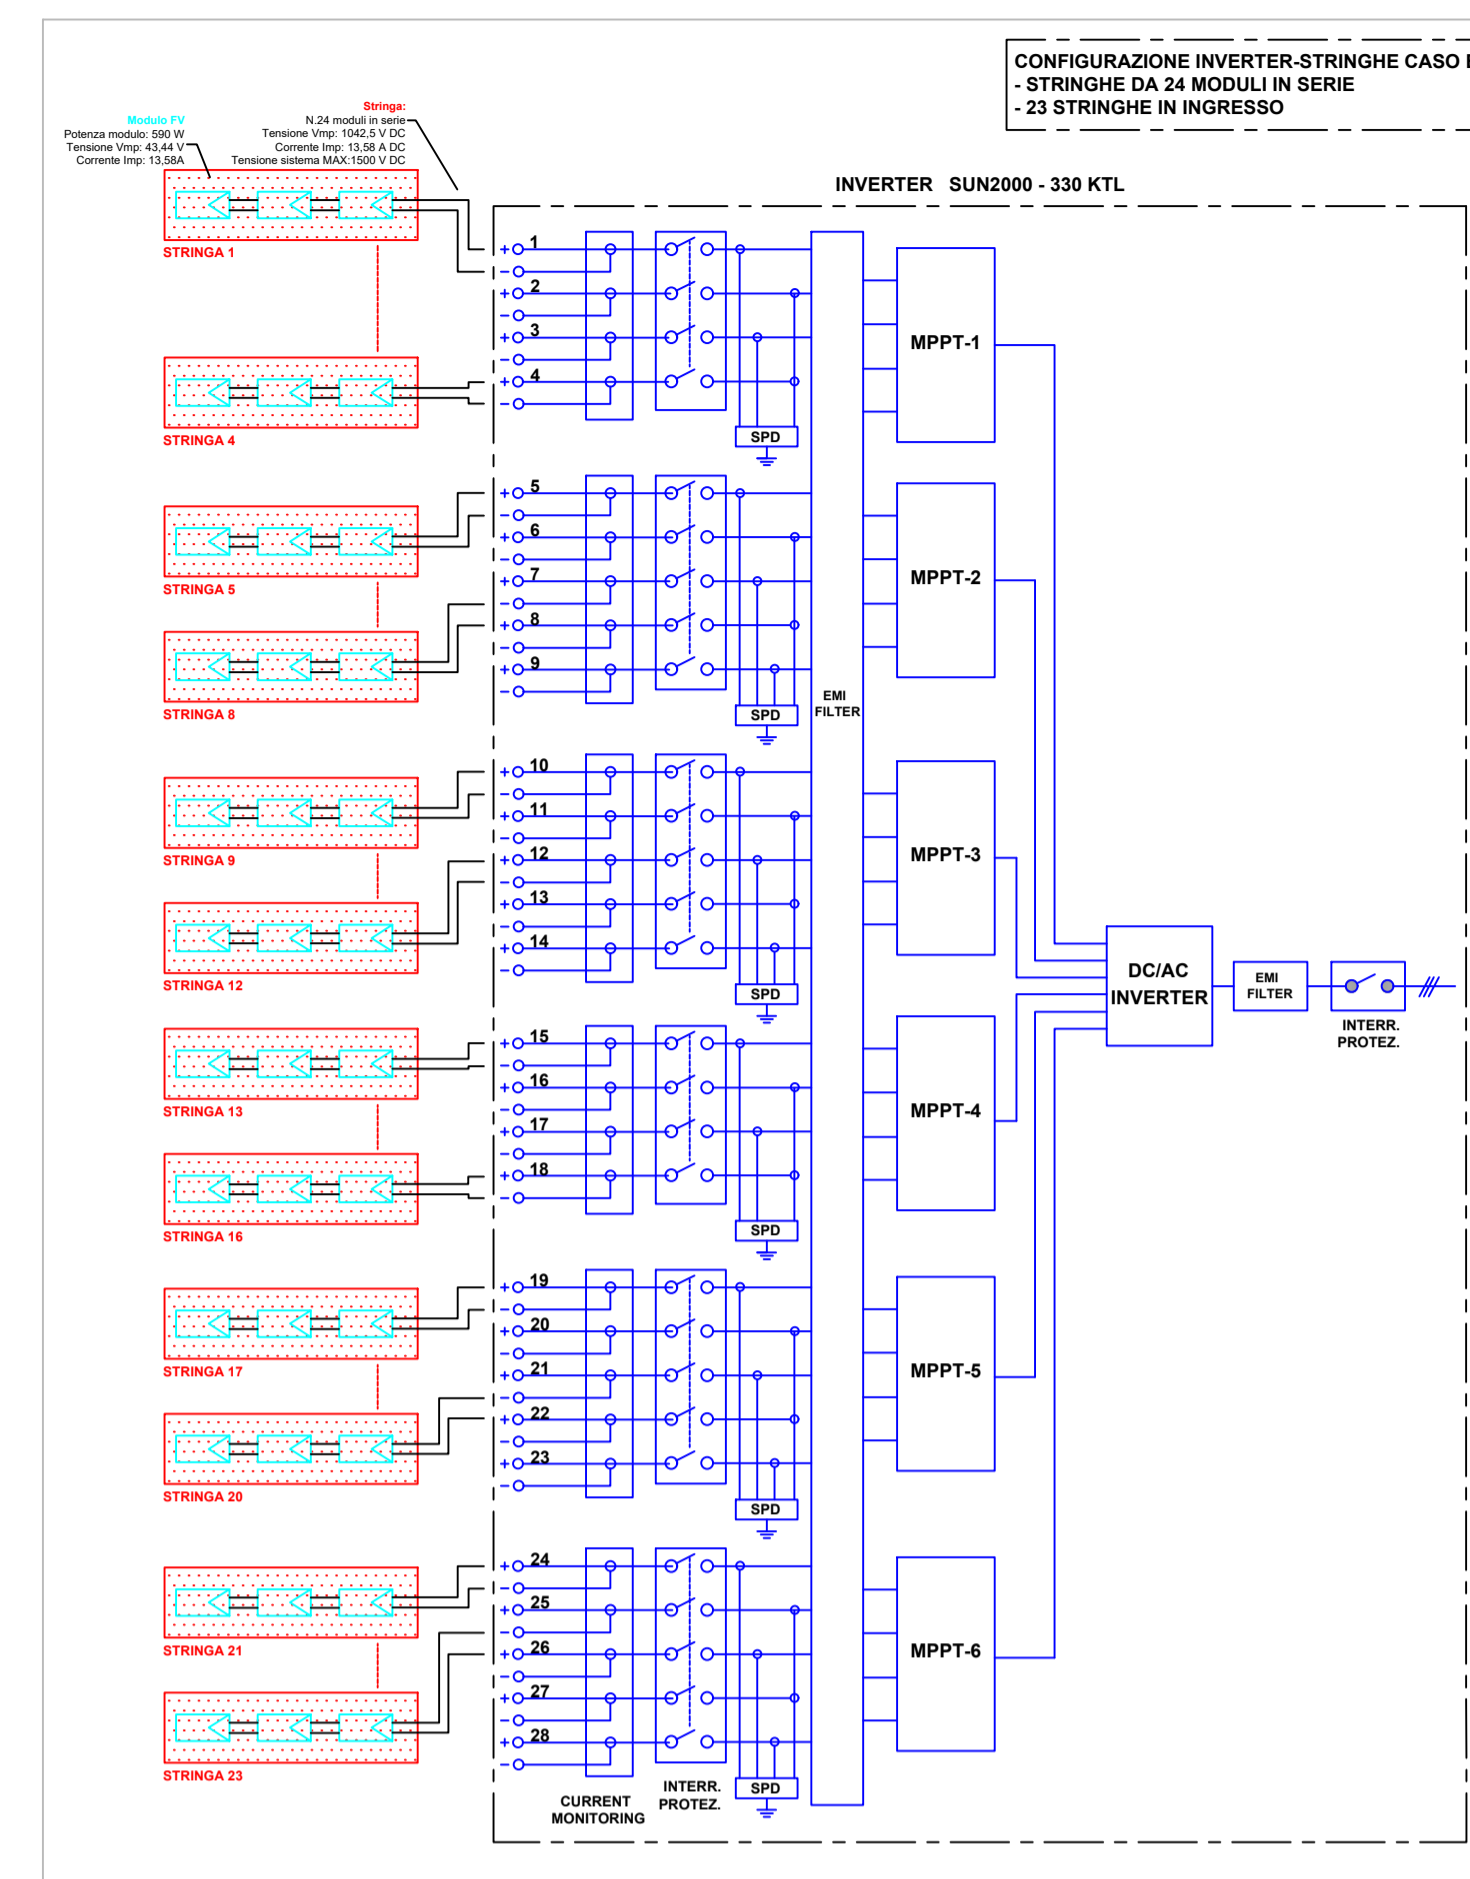 CONFIGURAZIONE INVERTER-STRINGHE CASO
- STRINGHE DA 24 MODULI IN SERIE
- 23 STRINGHE IN INGRESSO
Modulo FV
Potenza modulo: 590 W
Tensione Vmp: 43,44 V
Corrente Imp: 13,58A
Stringa:
N.24 moduli in serie
Tensione Vmp: 1042,5 V DC
Corrente Imp: 13,58 A DC
Tensione sistema MAX:1500 V DC
INVERTER SUN2000 - 330 KTL
STRINGA 1
STRINGA 4
+ 1
-
+ 2
-
+ 3
-
+ 4
-
SPD
MPPT-1
STRINGA 5
STRINGA 8
+ 5
-
+ 6
-
+ 7
-
+ 8
-
+ 9
-
SPD
MPPT-2
EMI
FILTER
STRINGA 9
STRINGA 12
+ 10
-
+ 11
-
+ 12
-
+ 13
-
+ 14
-
SPD
MPPT-3
STRINGA 13
STRINGA 16
+ 15
-
+ 16
-
+ 17
-
+ 18
-
SPD
MPPT-4
DC/AC
INVERTER
EMI
FILTER
INTERR.
PROTEZ.
STRINGA 17
STRINGA 20
+ 19
-
+ 20
-
+ 21
-
+ 22
-
+ 23
-
SPD
MPPT-5
STRINGA 21
STRINGA 23
+ 24
-
+ 25
-
+ 26
-
+ 27
-
+ 28
-
SPD
MPPT-6
CURRENT
MONITORING
INTERR.
PROTEZ.